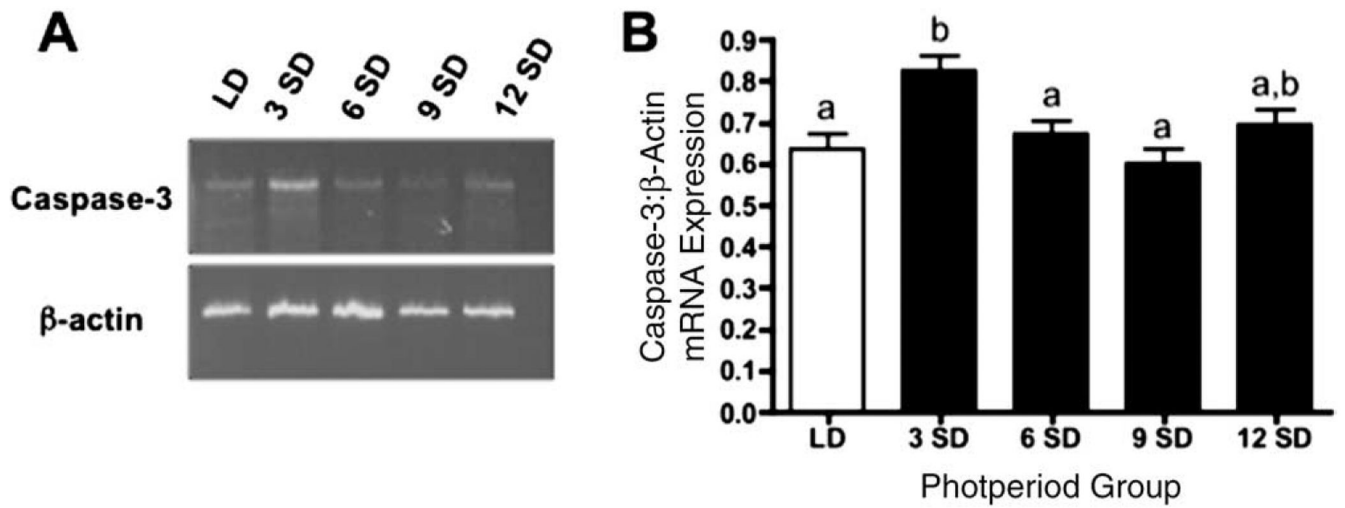 A
LD
3 SD
6 SD
9 SD
12 SD
Caspase-3
β-actin
B
Caspase-3:β-Actin
mRNA Expression
0.9
0.8
0.7
0.6
0.5
0.4
0.3
0.2
0.1
0.0
a
b
a
a
a,b
LD
3 SD
6 SD
9 SD
12 SD
Photperiod Group